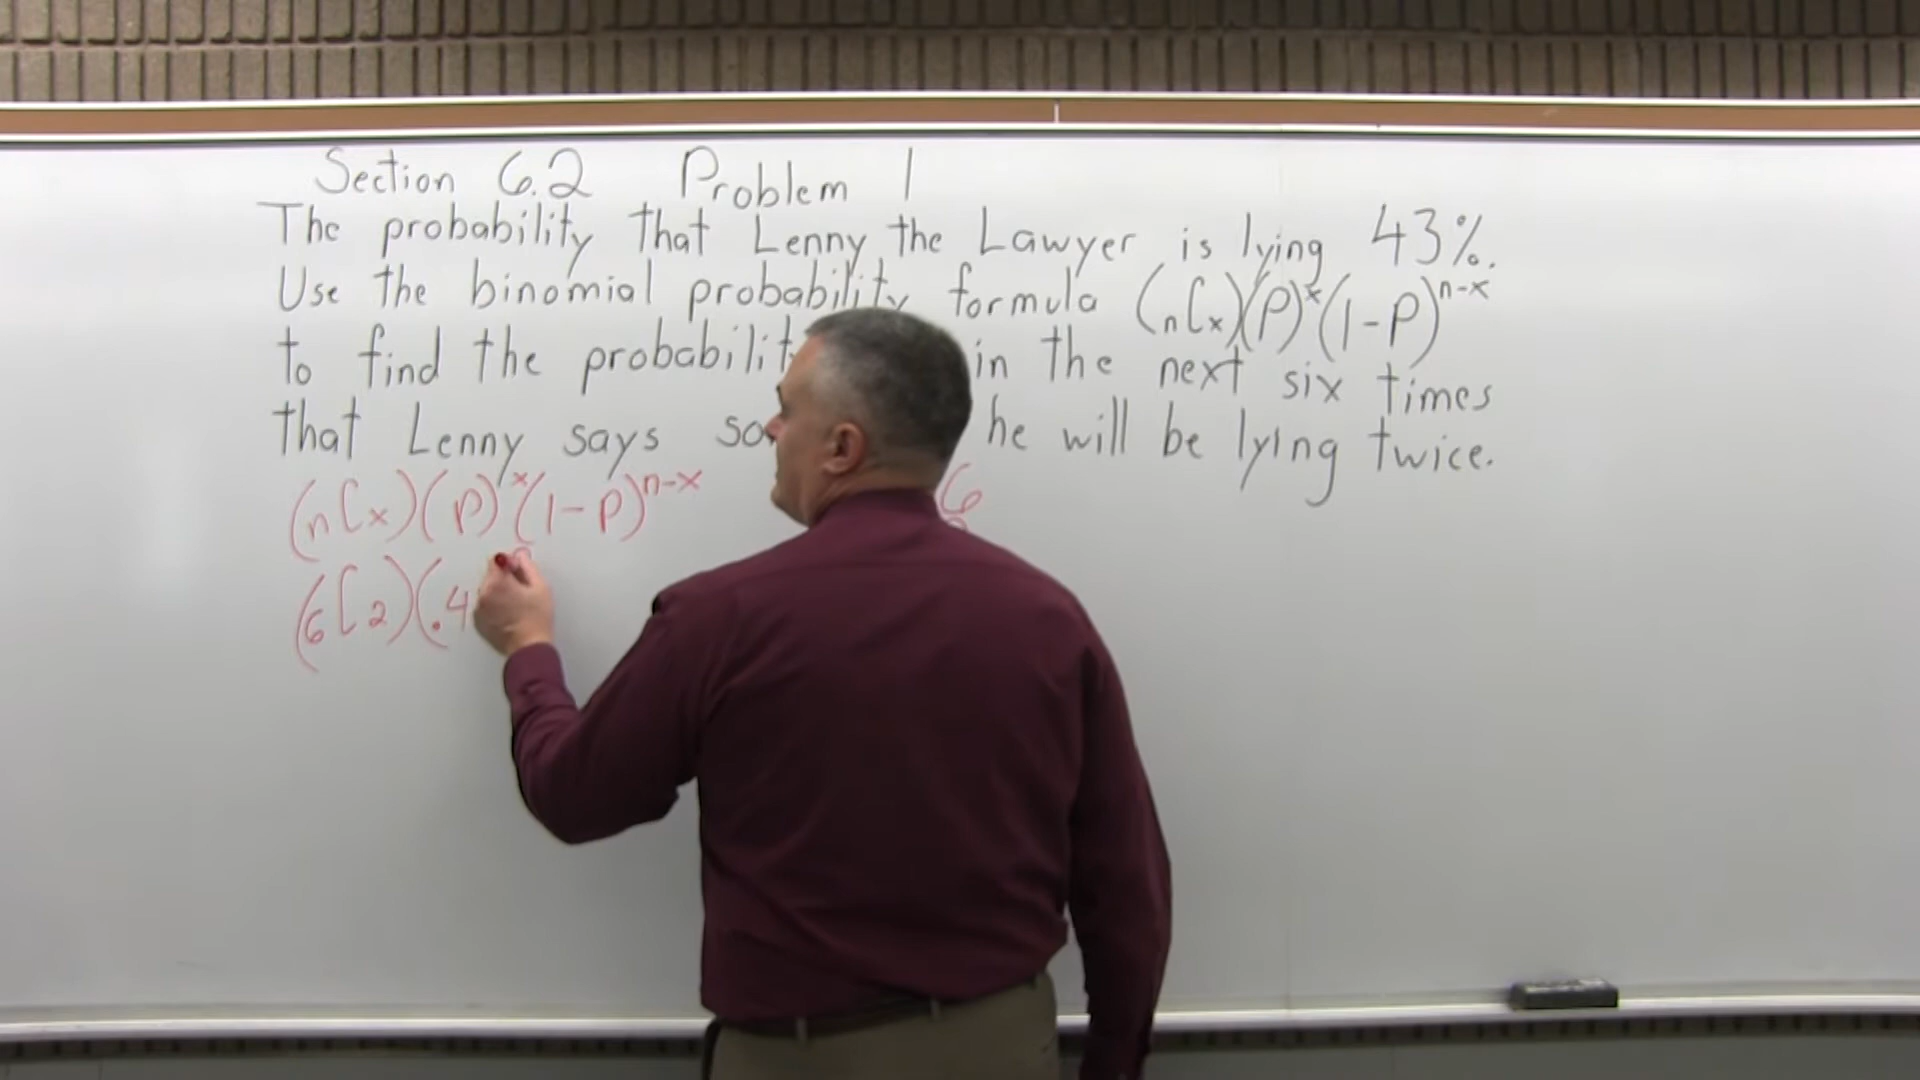 Section 6.2 Problem 1
The probability that Lenny the Lawyer is lying 43%.
Use the binomial probability formula (nCx)(P)^x(1-P)^n-x
to find the in the next six times
that Lenny says he will be lying twice.
(nCx)(p)^x(1-P)^n-x 6
(6C2)(.4